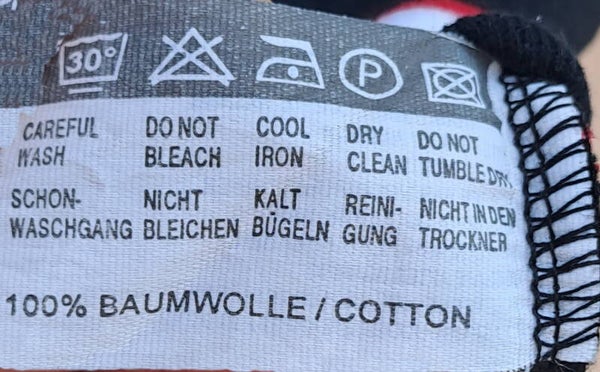 30°
P
CAREFUL WASH
DO NOT BLEACH
COOL IRON
DRY CLEAN
DO NOT TUMBLE DRY
SCHON-WASCHGANG
NICHT BLEICHEN
KALT BÜGELN
REINI-GUNG
NICHT IN DEN TROCKNER
100% BAUMWOLLE / COTTON